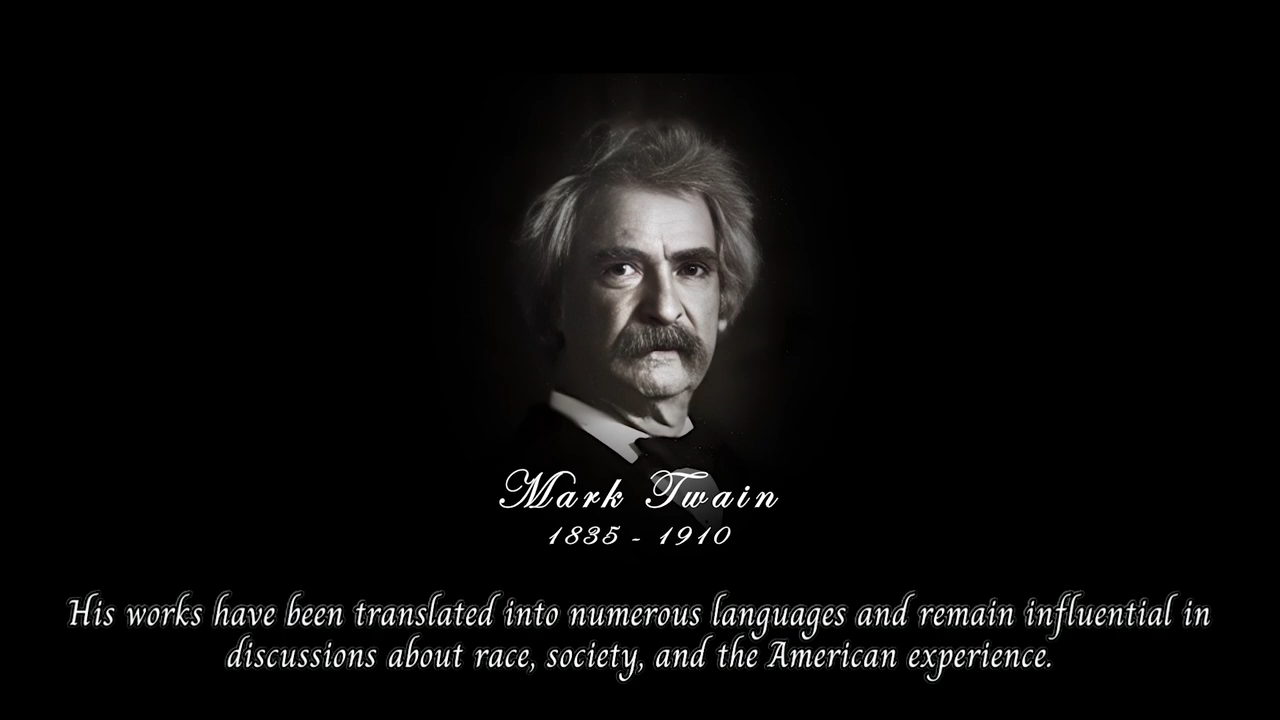 Mark Twain
1835 - 1910
His works have been translated into numerous languages and remain influential in
discussions about race, society, and the American experience.